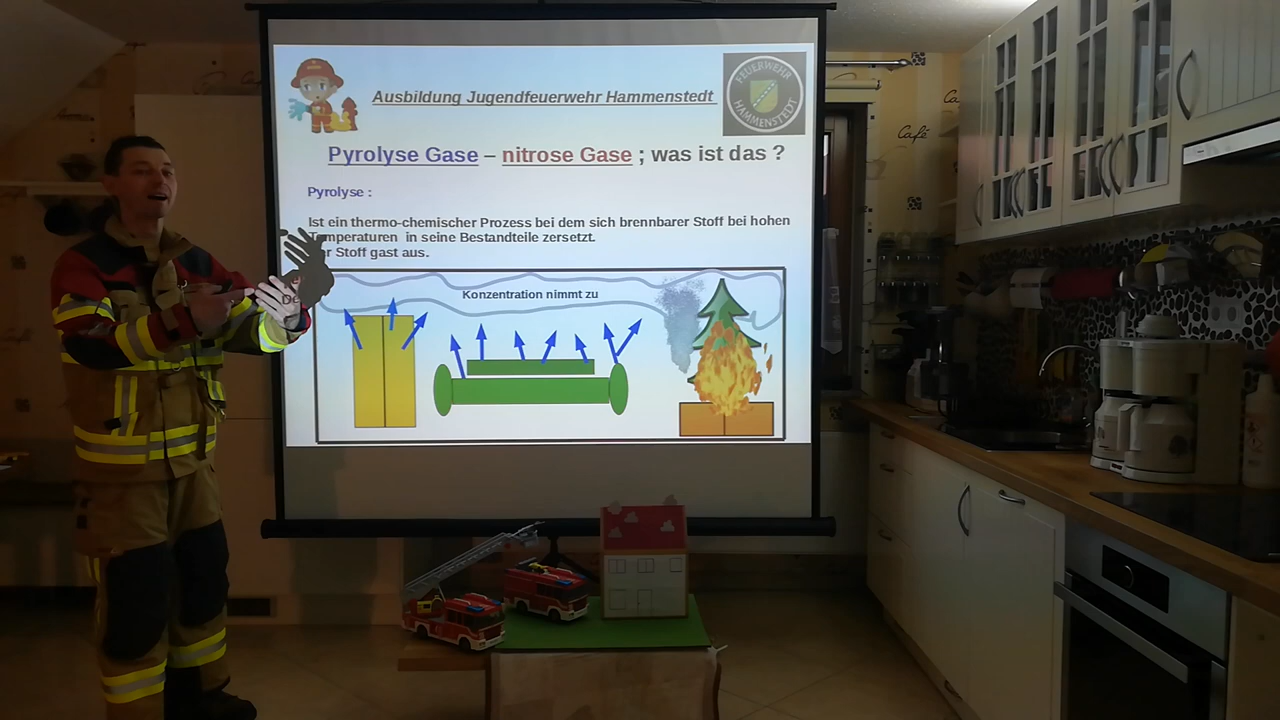 Ausbildung Jugendfeuerwehr Hammenstedt
FEUERWEHR
HAMMENSTEDT
Pyrolyse Gase – nitrose Gase ; was ist das ?
Pyrolyse :
Ist ein thermo-chemischer Prozess bei dem sich brennbarer Stoff bei hohen
Temperaturen in seine Bestandteile zersetzt.
Stoff gast aus.
Konzentration nimmt zu
Café